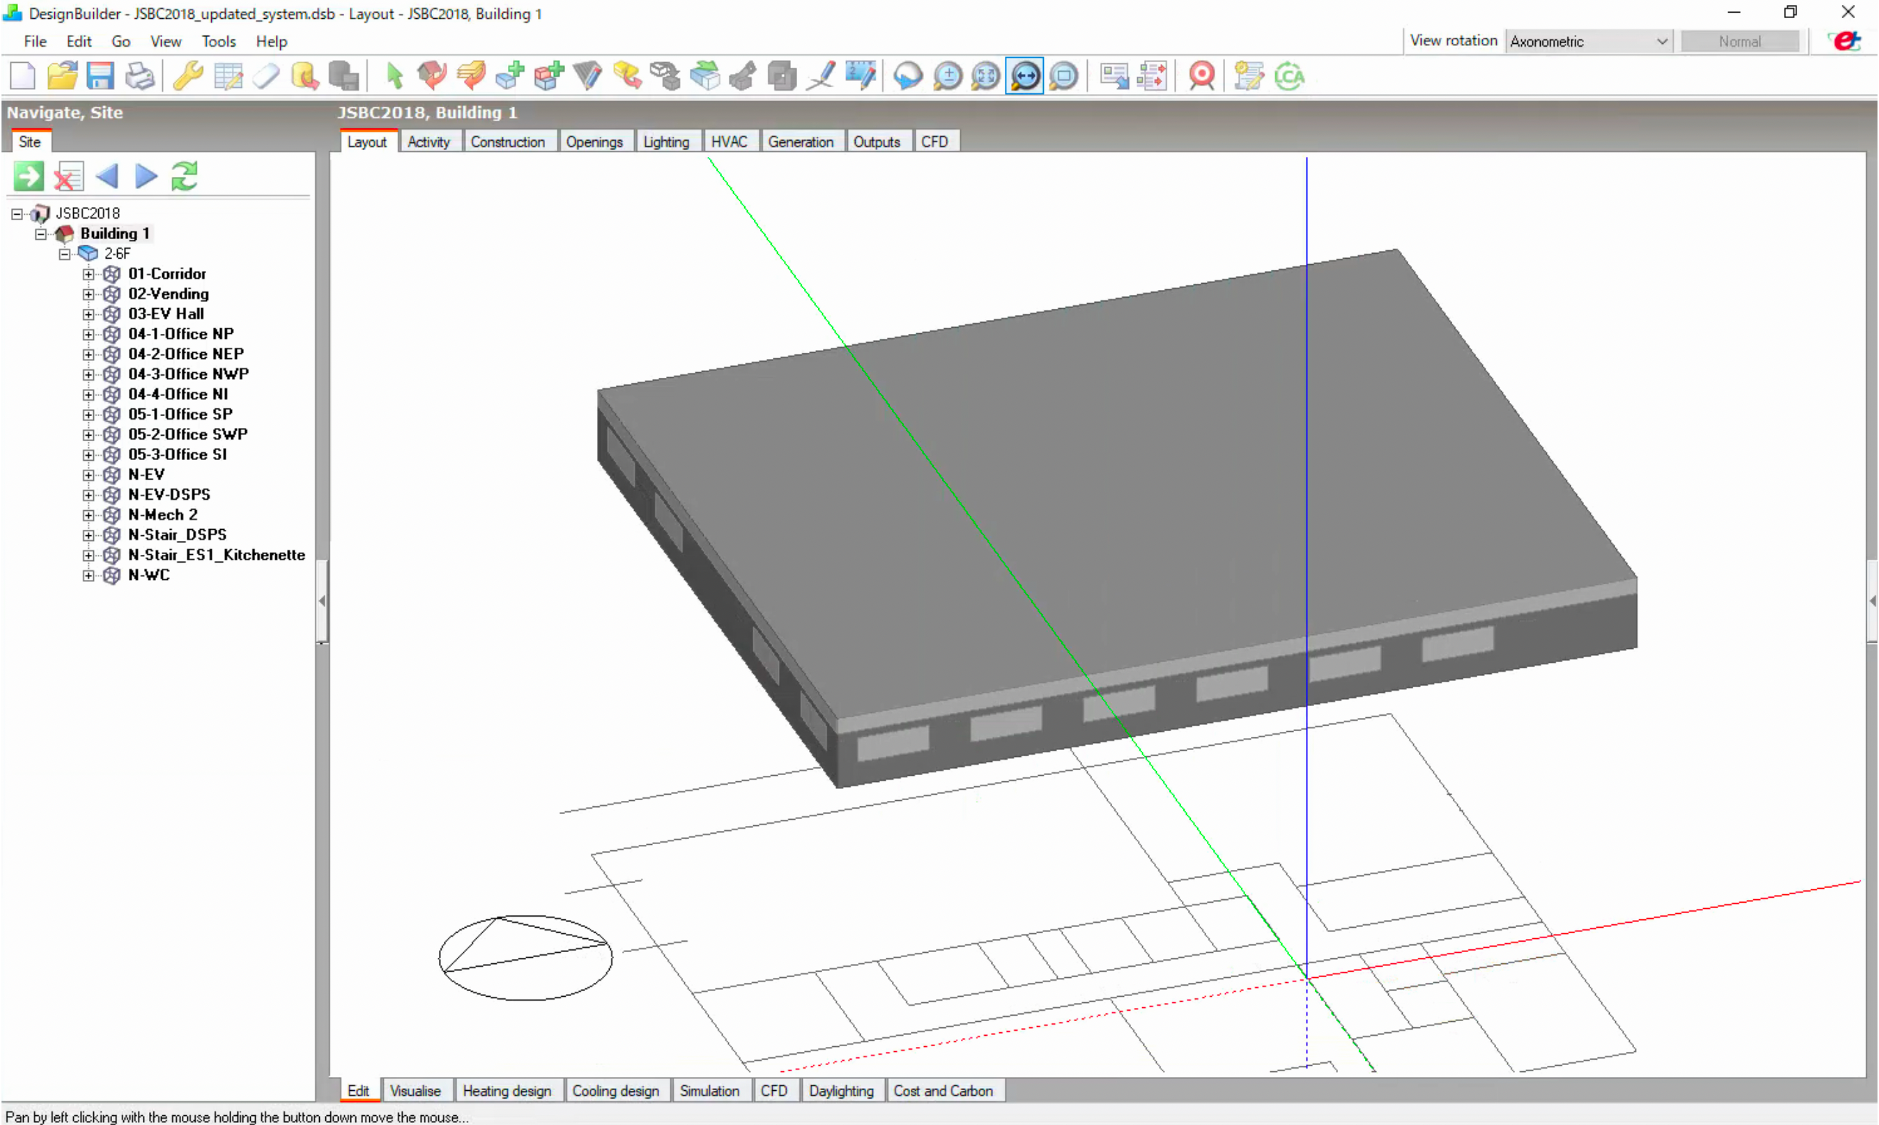 DesignBuilder - JSBC2018_updated_system.dsb - Layout - JSBC2018, Building 1
File Edit Go View Tools Help
View rotation Axonometric Normal
LCA
Navigate, Site
JSBC2018, Building 1
Site
Layout Activity Construction Openings Lighting HVAC Generation Outputs CFD
JSBC2018
Building 1
2-6F
01-Corridor
02-Vending
03-EV Hall
04-1-Office NP
04-2-Office NEP
04-3-Office NWP
04-4-Office NI
05-1-Office SP
05-2-Office SWP
05-3-Office SI
N-EV
N-EV-DSPS
N-Mech 2
N-Stair_DSPS
N-Stair_ES1_Kitchenette
N-WC
Edit Visualise Heating design Cooling design Simulation CFD Daylighting Cost and Carbon
Pan by left clicking with the mouse holding the button down move the mouse...